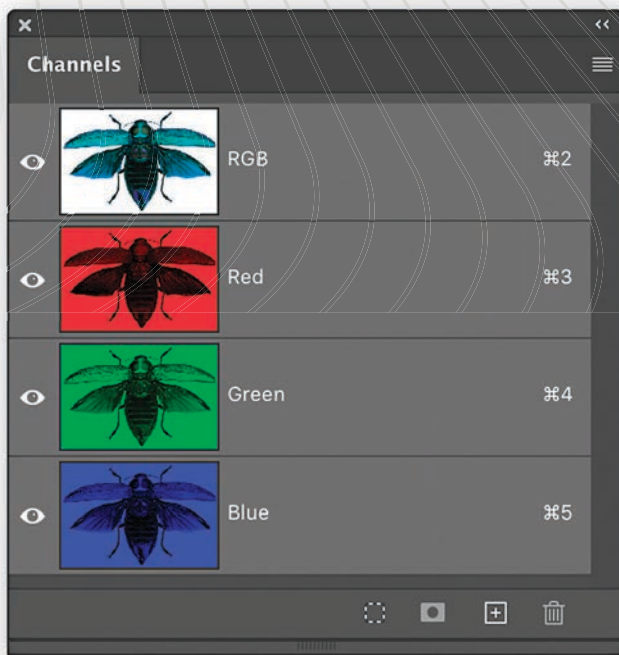 Channels
RGB ⌘2
Red ⌘3
Green ⌘4
Blue ⌘5